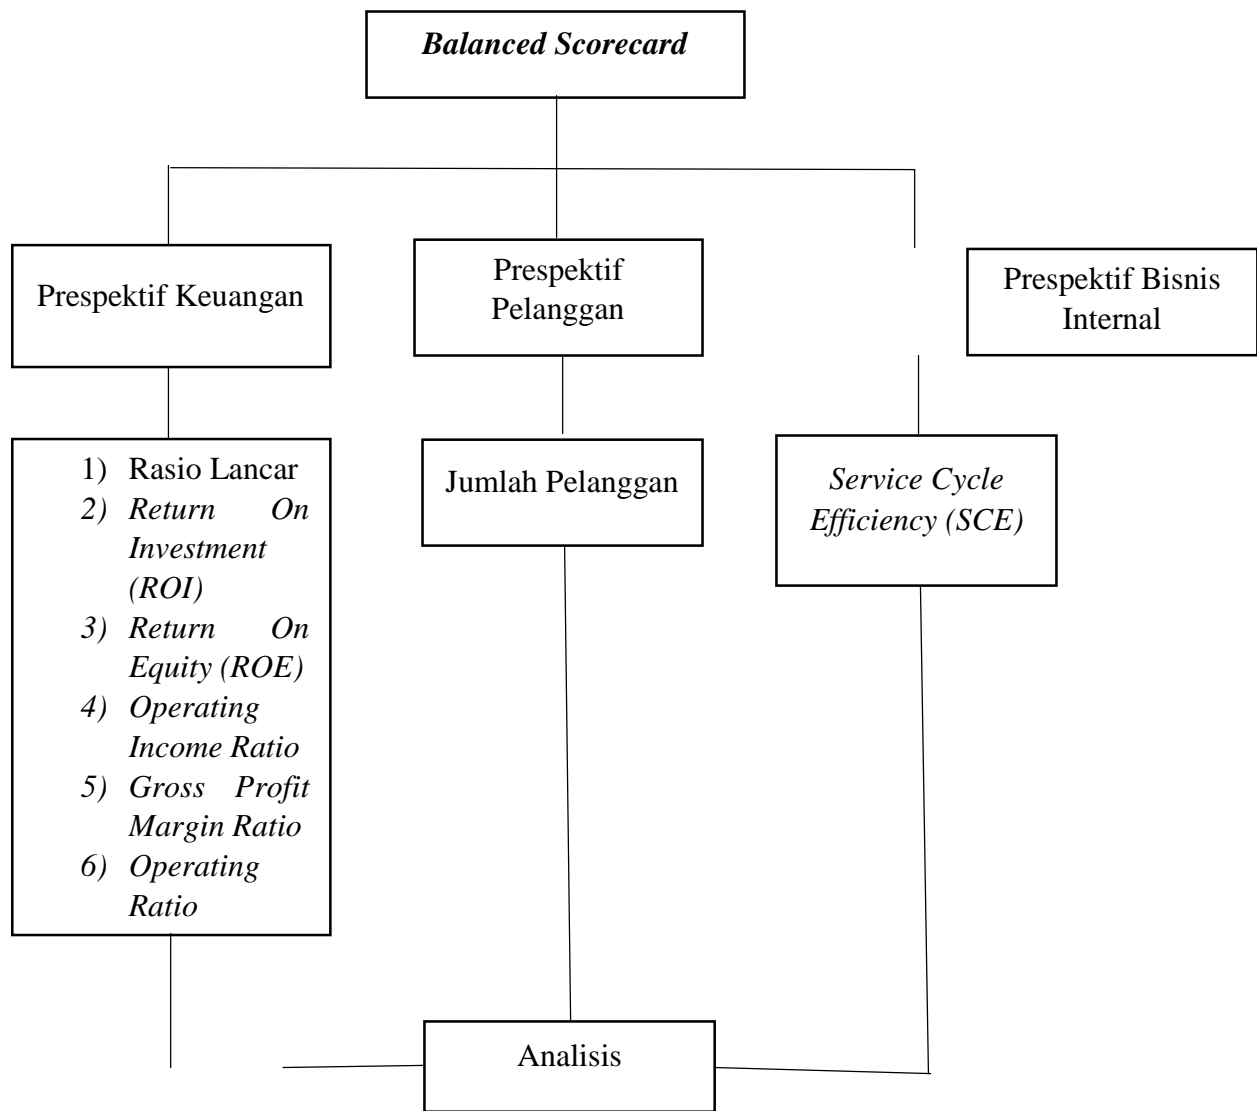 Balanced Scorecard
Prespektif Keuangan
Prespektif
Pelanggan
Prespektif Bisnis
Internal
1) Rasio Lancar
2) Return On
Investment
(ROI)
3) Return On
Equity (ROE)
4) Operating
Income Ratio
5) Gross Profit
Margin Ratio
6) Operating
Ratio
Jumlah Pelanggan
Service Cycle
Efficiency (SCE)
Analisis